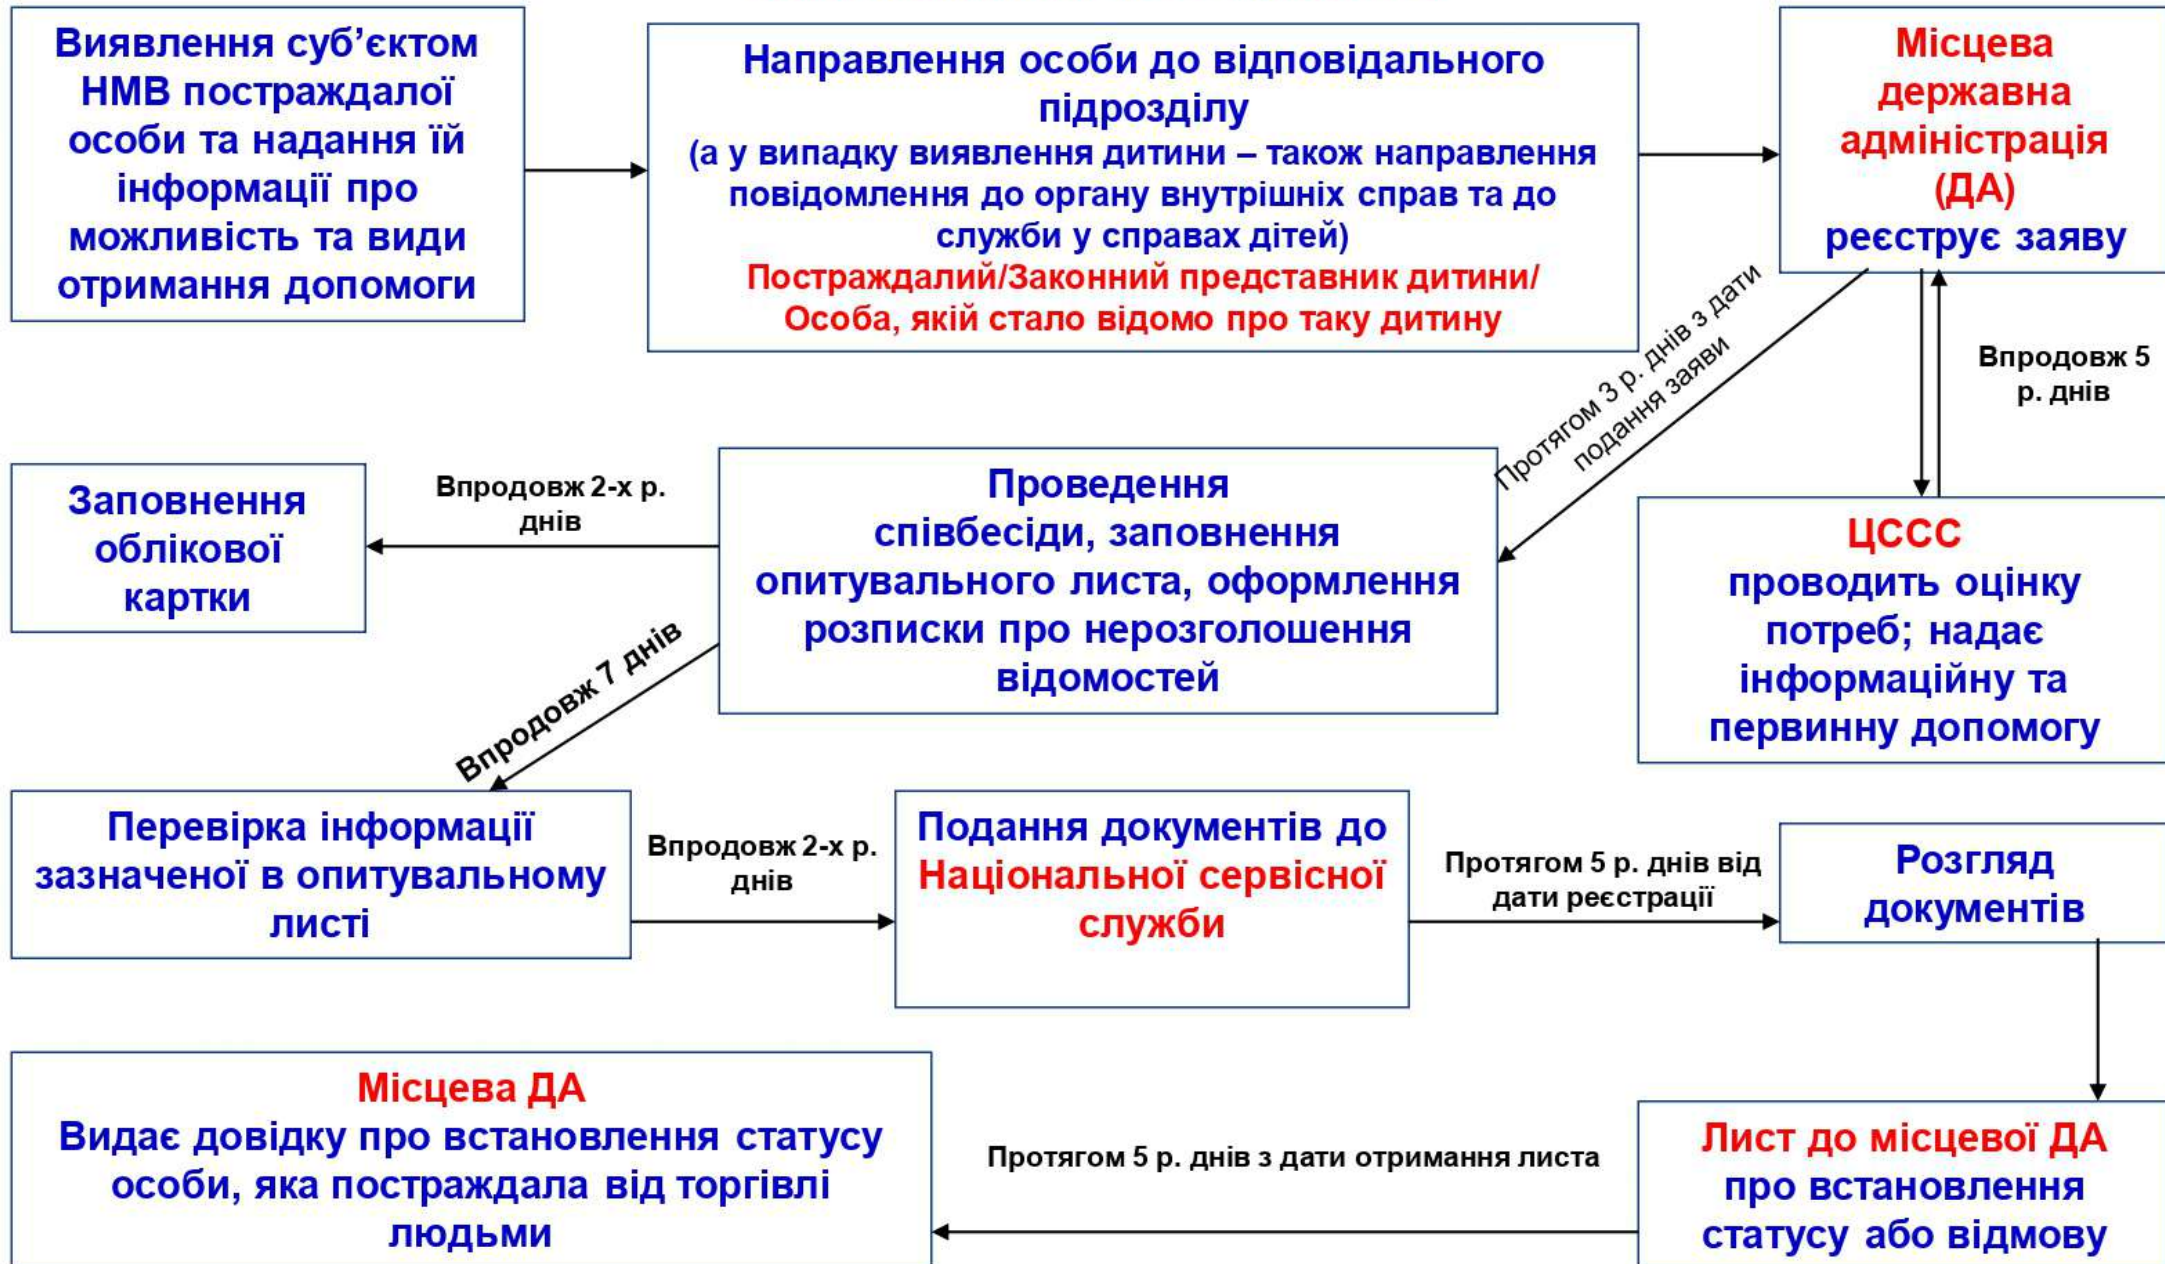 Виявлення суб’єктом
НМВ постраждалої
особи та надання їй
інформації про
можливість та види
отримання допомоги
Направлення особи до відповідального
підрозділу
(а у випадку виявлення дитини – також направлення
повідомлення до органу внутрішніх справ та до
служби у справах дітей)
Постраждалий/Законний представник дитини/
Особа, якій стало відомо про таку дитину
Місцева
державна
адміністрація
(ДА)
реєструє заяву
Протягом 3 р. днів з дати
подання заяви
Впродовж 5
р. днів
Заповнення
облікової
картки
Впродовж 2-х р.
днів
Проведення
співбесіди, заповнення
опитувального листа, оформлення
розписки про нерозголошення
відомостей
ЦССС
проводить оцінку
потреб; надає
інформаційну та
первинну допомогу
Впродовж 7 днів
Перевірка інформації
зазначеної в опитувальному
листі
Впродовж 2-х р.
днів
Подання документів до
Національної сервісної
служби
Протягом 5 р. днів від
дати реєстрації
Розгляд
документів
Місцева ДА
Видає довідку про встановлення статусу
особи, яка постраждала від торгівлі
людьми
Протягом 5 р. днів з дати отримання листа
Лист до місцевої ДА
про встановлення
статусу або відмову